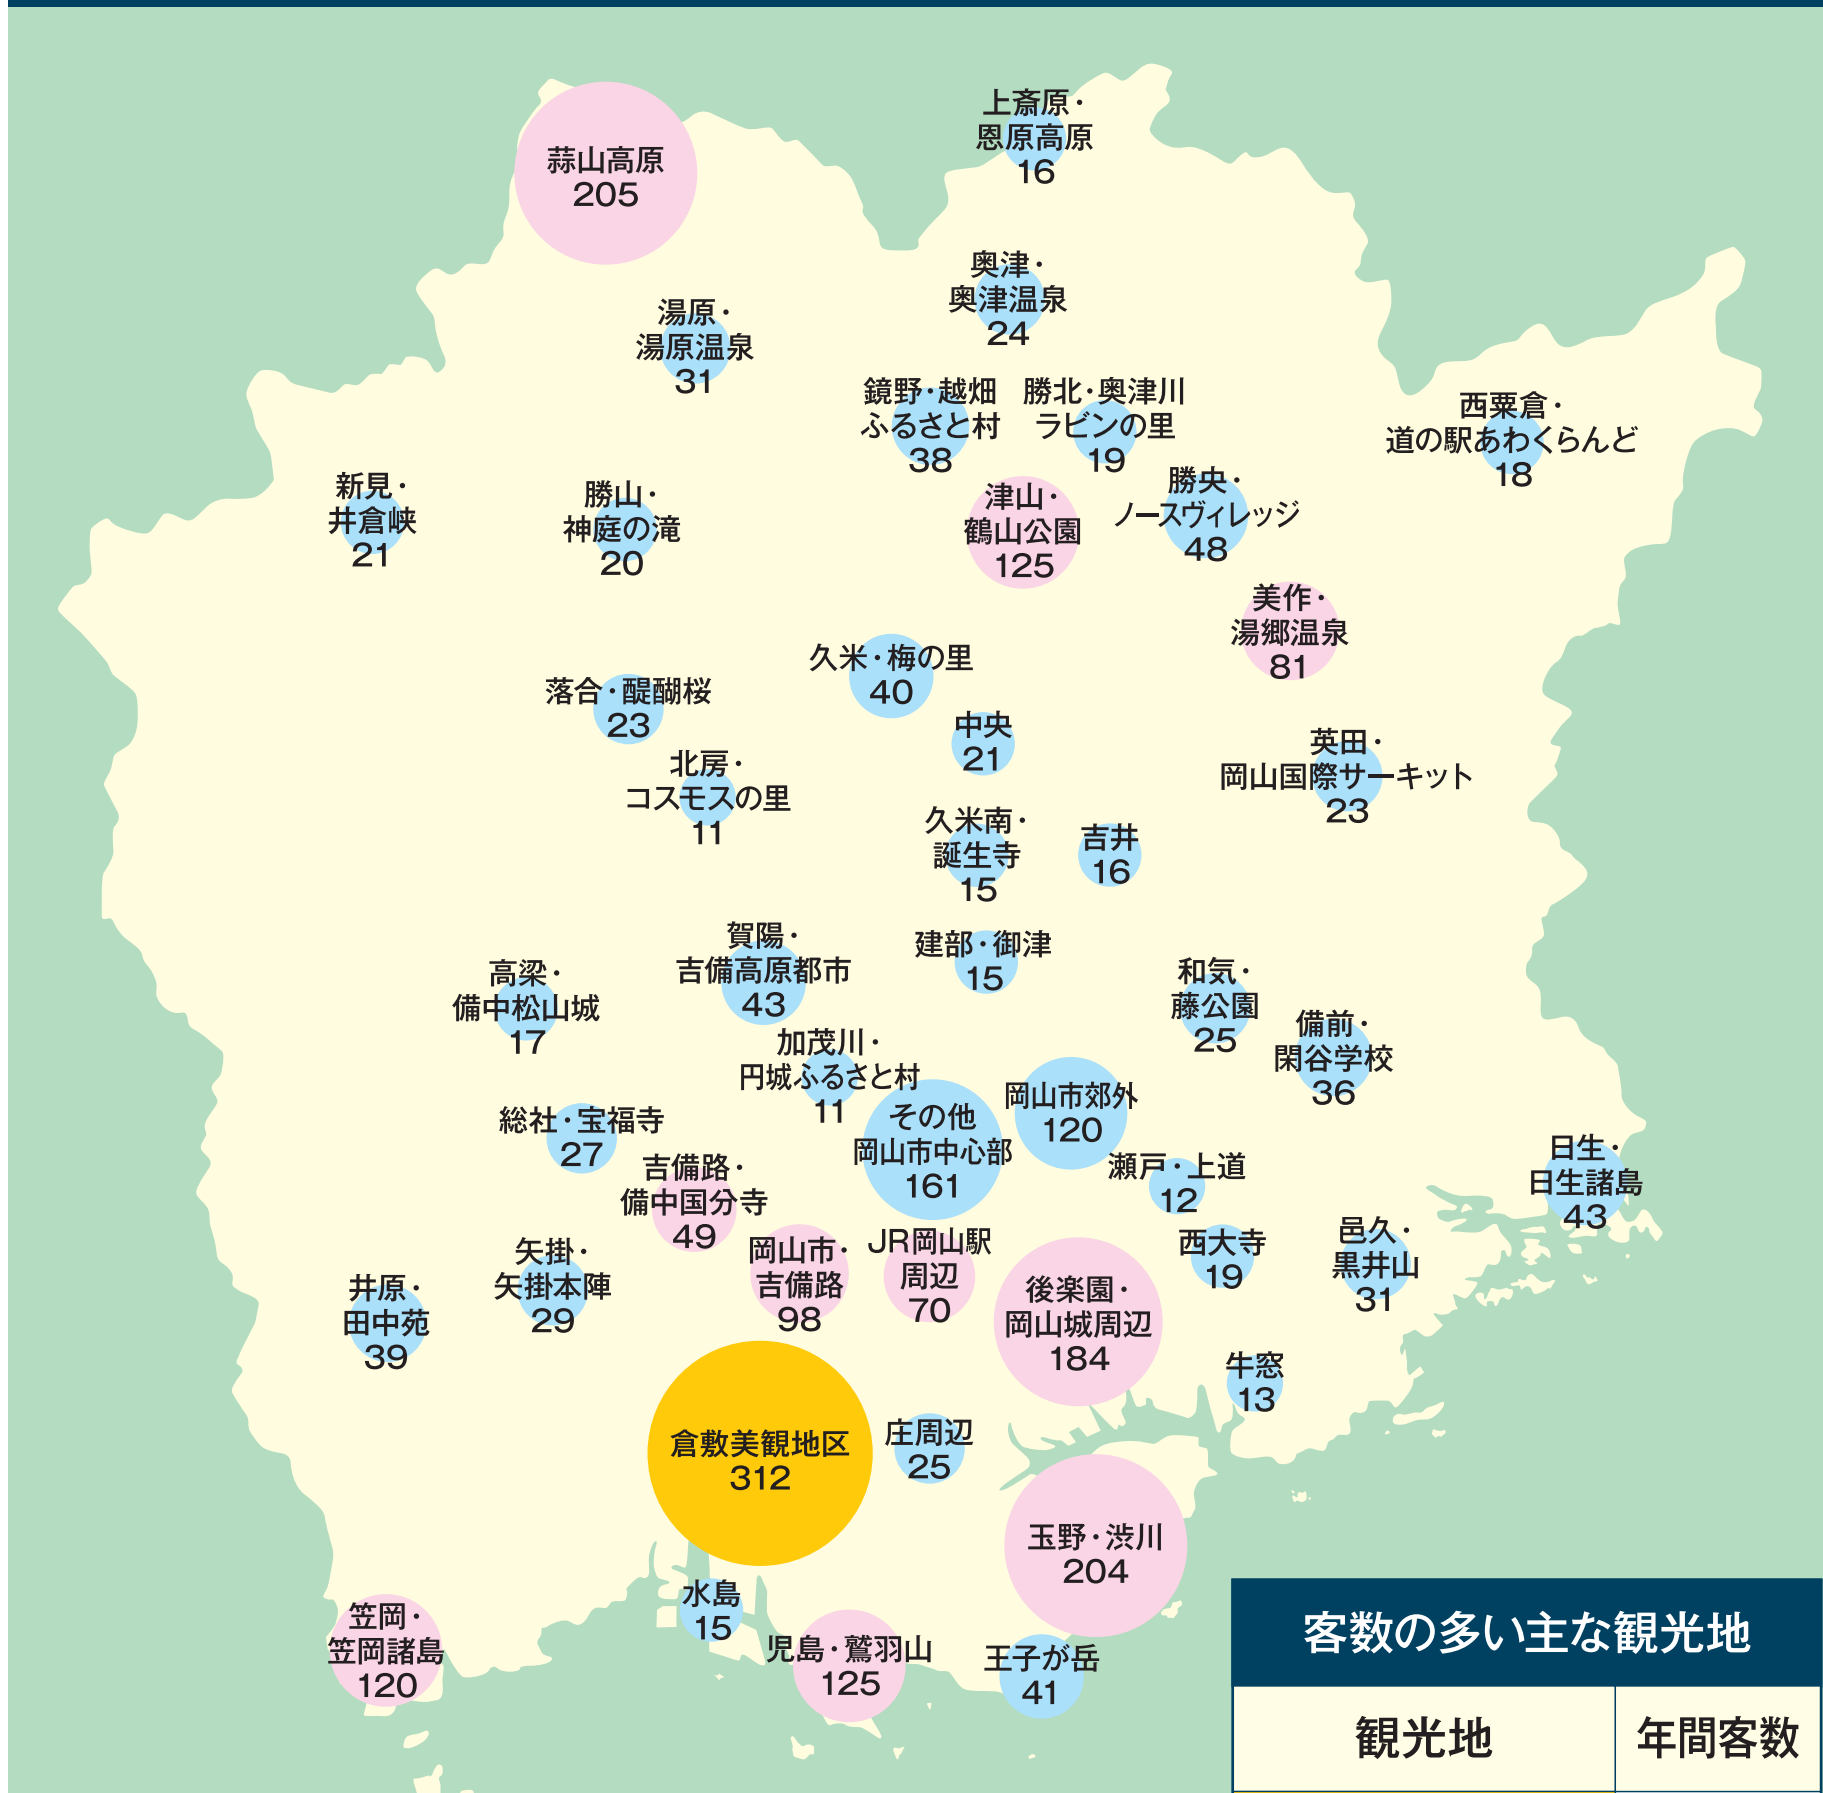 上斎原・
恩原高原
16
蒜山高原
205
奥津・
奥津温泉
24
湯原・
湯原温泉
31
鏡野・越畑
ふるさと村
38
勝北・奥津川
ラビンの里
19
西粟倉・
道の駅あわくらんど
18
新見・
井倉峡
21
勝山・
神庭の滝
20
津山・
鶴山公園
125
勝央・
ノースヴィレッジ
48
美作・
湯郷温泉
81
久米・梅の里
40
落合・醍醐桜
23
中央
21
北房・
コスモスの里
11
英田・
岡山国際サーキット
23
久米南・
誕生寺
15
吉井
16
賀陽・
吉備高原都市
43
建部・御津
15
高梁・
備中松山城
17
和気・
藤公園
25
備前・
閑谷学校
36
加茂川・
円城ふるさと村
11
その他
岡山市中心部
161
岡山市郊外
120
総社・宝福寺
27
吉備路・
備中国分寺
49
瀬戸・上道
12
日生・
日生諸島
43
矢掛・
矢掛本陣
29
岡山市・
吉備路
98
JR岡山駅
周辺
70
後楽園・
岡山城周辺
184
西大寺
19
邑久・
黒井山
31
井原・
田中苑
39
牛窓
13
倉敷美観地区
312
庄周辺
25
玉野・渋川
204
水島
15
笠岡・
笠岡諸島
120
児島・鷲羽山
125
王子が岳
41
客数の多い主な観光地
観光地
年間客数